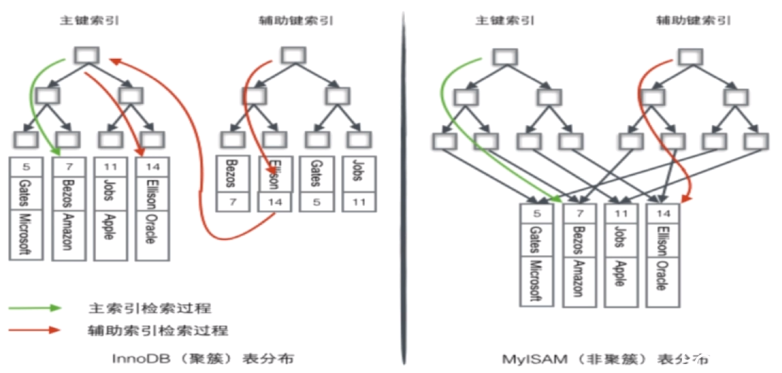 主键索引
辅助键索引
5
Gates
Microsoft
7
Bezos
Amazon
11
Jobs
Apple
14
Ellison
Oracle
Bezos
7
Ellison
14
Gates
5
Jobs
11
主索引检索过程
辅助索引检索过程
InnoDB（聚簇）表分布
主键索引
辅助键索引
5
Gates
Microsoft
7
Bezos
Amazon
11
Jobs
Apple
14
Ellison
Oracle
MyISAM（非聚簇）表分布